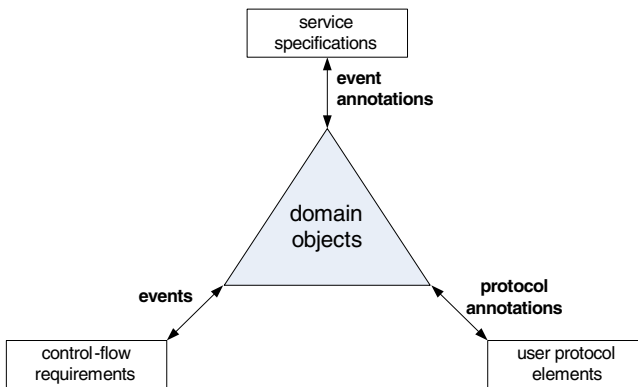 service
specifications
event
annotations
domain
objects
events
protocol
annotations
control-flow
requirements
user protocol
elements